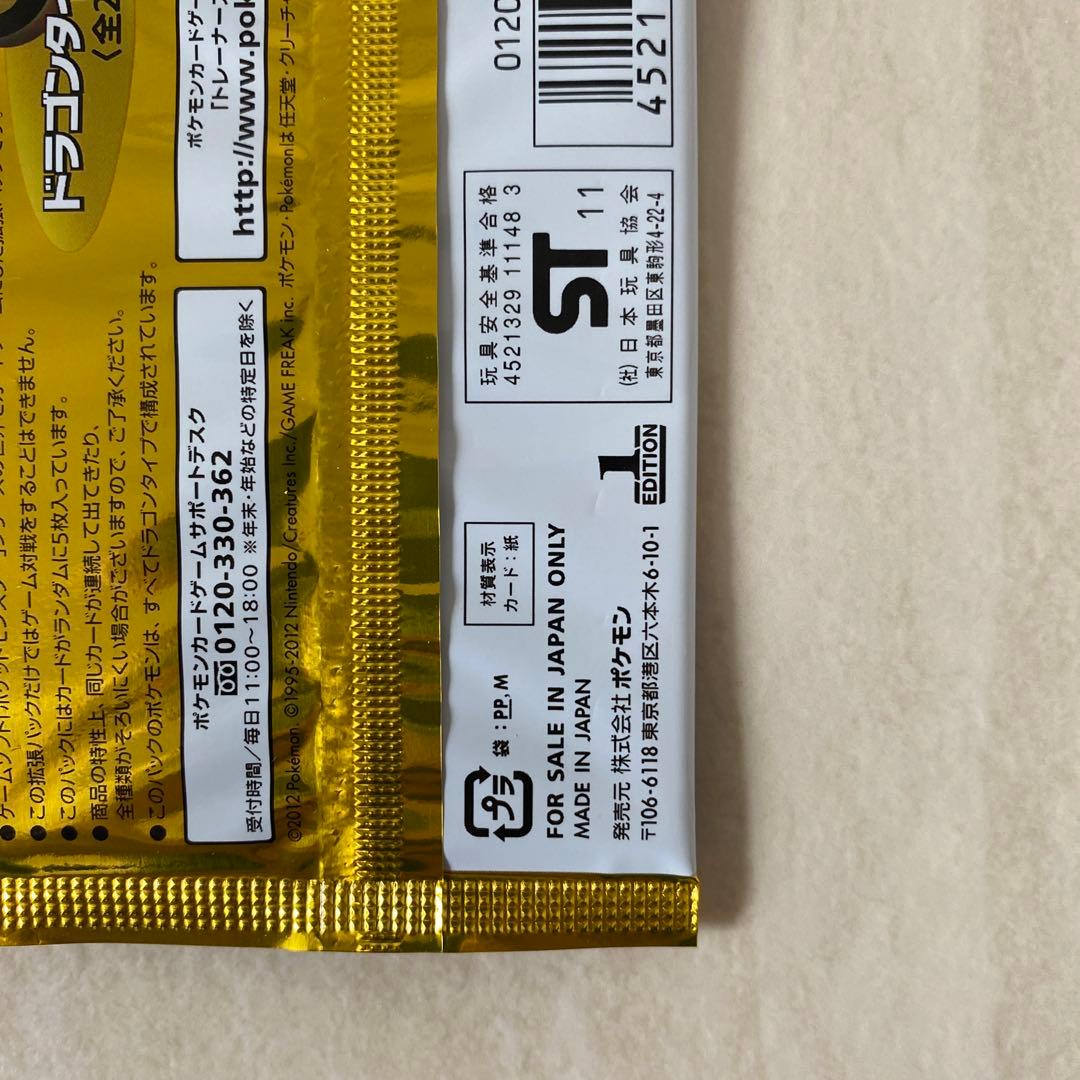 ドラゴンタイ
〈全2
ポケモンカードゲー
「トレーナーズ
http://www.pok
●この拡張パックだけではゲーム対戦をすることはできません。
●このパックにはカードがランダムに5枚入っています。
●商品の特性上、同じカードが連続して出てきたり、
全種類がそろいにくい場合がございますので、ご了承ください。
●このパックのポケモンは、すべてドラゴンタイプで構成されています。
ポケモンカードゲームサポートデスク
0120-330-362
受付時間/毎日11:00〜18:00 ※年末・年始などの特定日を除く
©2012 Pokémon. ©1995-2012 Nintendo/Creatures Inc./GAME FREAK inc. ポケモン・Pokémonは任天堂・クリーチャ
0120
4521
玩具安全基準合格
4521329 11148 3
ST 11
(社)日本玩具協会
東京都墨田区東駒形4-22-4
1
EDITION
材質表示
カード:紙
プラ
袋:PP,M
FOR SALE IN JAPAN ONLY
MADE IN JAPAN
発売元 株式会社 ポケモン
〒106-6118 東京都港区六本木6-10-1